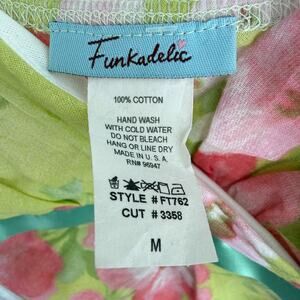 Funkadelic
100% COTTON
HAND WASH
WITH COLD WATER
DO NOT BLEACH
HANG OR LINE DRY
MADE IN U.S.A.
RN# 96947
STYLE # FT762
CUT # 3358
M